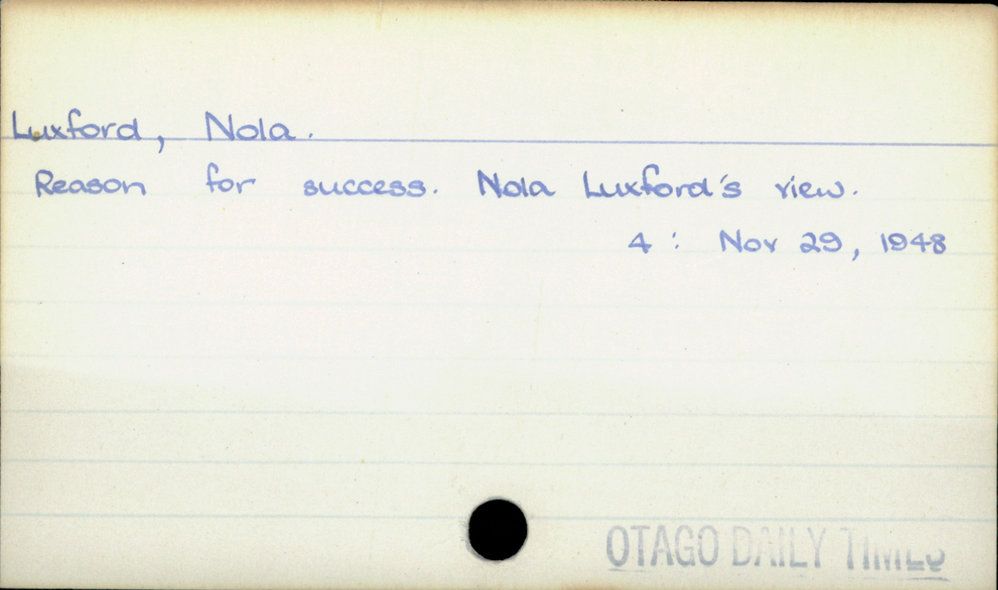 Luxford, Nola.
Reason for success. Nola Luxford's view.
4: Nov 29, 1948
OTAGO DAILY TIMES